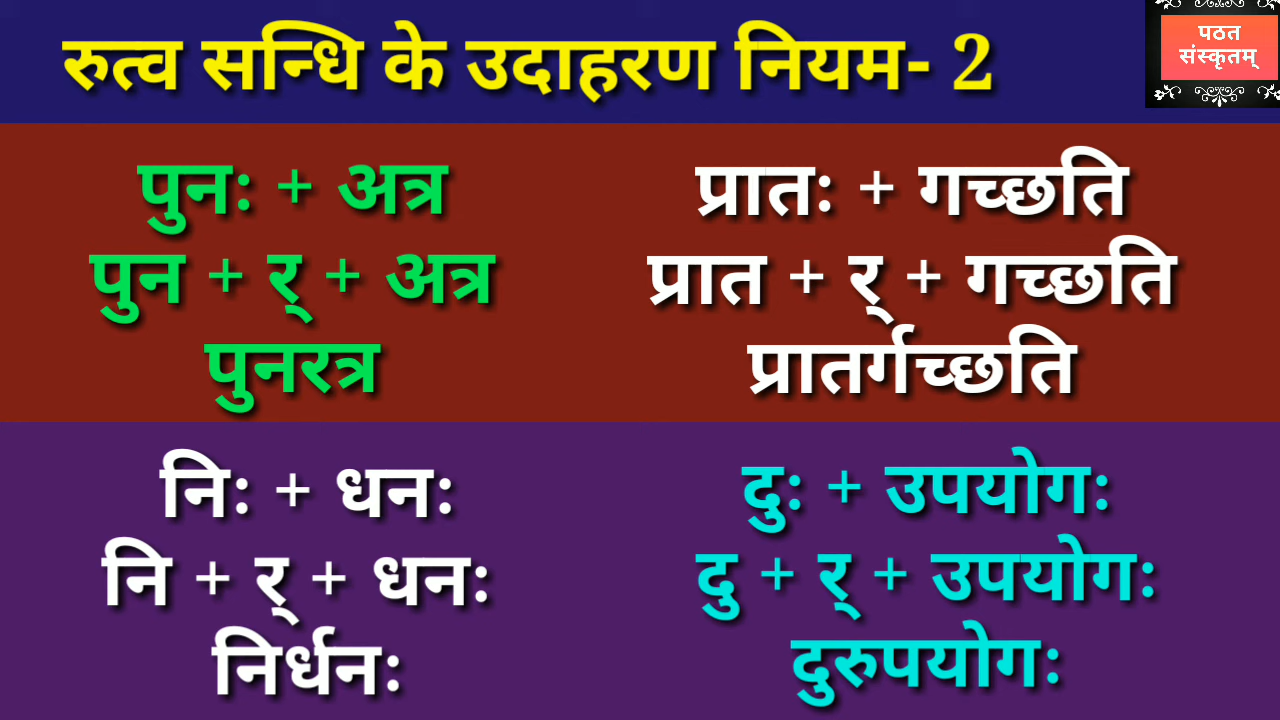 रुत्व सन्धि के उदाहरण नियम- 2
पठत
संस्कृतम्
पुनः + अत्र
पुन + र् + अत्र
पुनरत्र
प्रातः + गच्छति
प्रात + र् + गच्छति
प्रातर्गच्छति
निः + धनः
नि + र् + धनः
निर्धनः
दुः + उपयोगः
दु + र् + उपयोगः
दुरुपयोगः